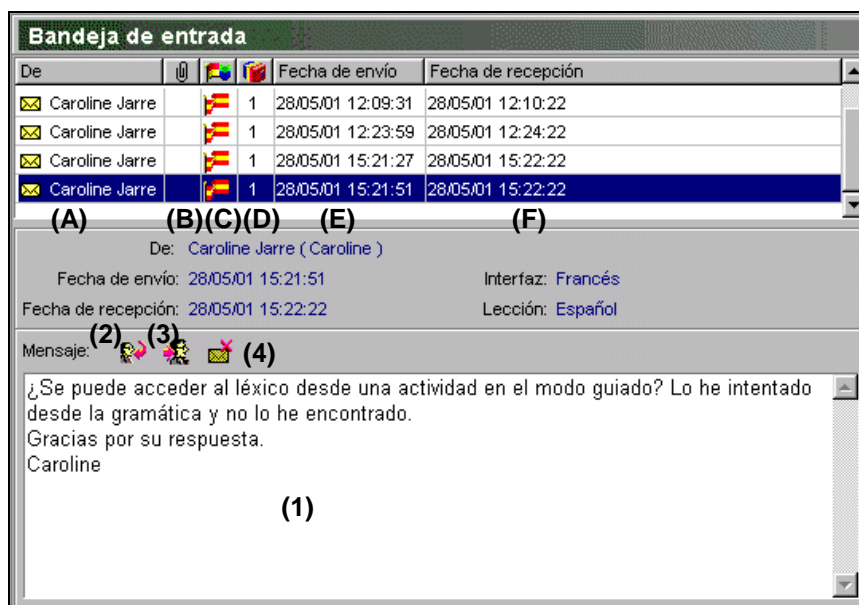 Bandeja de entrada
De Fecha de envío Fecha de recepción
Caroline Jarre 1 28/05/01 12:09:31 28/05/01 12:10:22
Caroline Jarre 1 28/05/01 12:23:59 28/05/01 12:24:22
Caroline Jarre 1 28/05/01 15:21:27 28/05/01 15:22:22
Caroline Jarre 1 28/05/01 15:21:51 28/05/01 15:22:22
(A) (B) (C) (D) (E) (F)
De: Caroline Jarre ( Caroline )
Fecha de envío: 28/05/01 15:21:51 Interfaz: Francés
Fecha de recepción: 28/05/01 15:22:22 Lección: Español
(2) (3)
Mensaje: (4)
¿Se puede acceder al léxico desde una actividad en el modo guiado? Lo he intentado
desde la gramática y no lo he encontrado.
Gracias por su respuesta.
Caroline
(1)